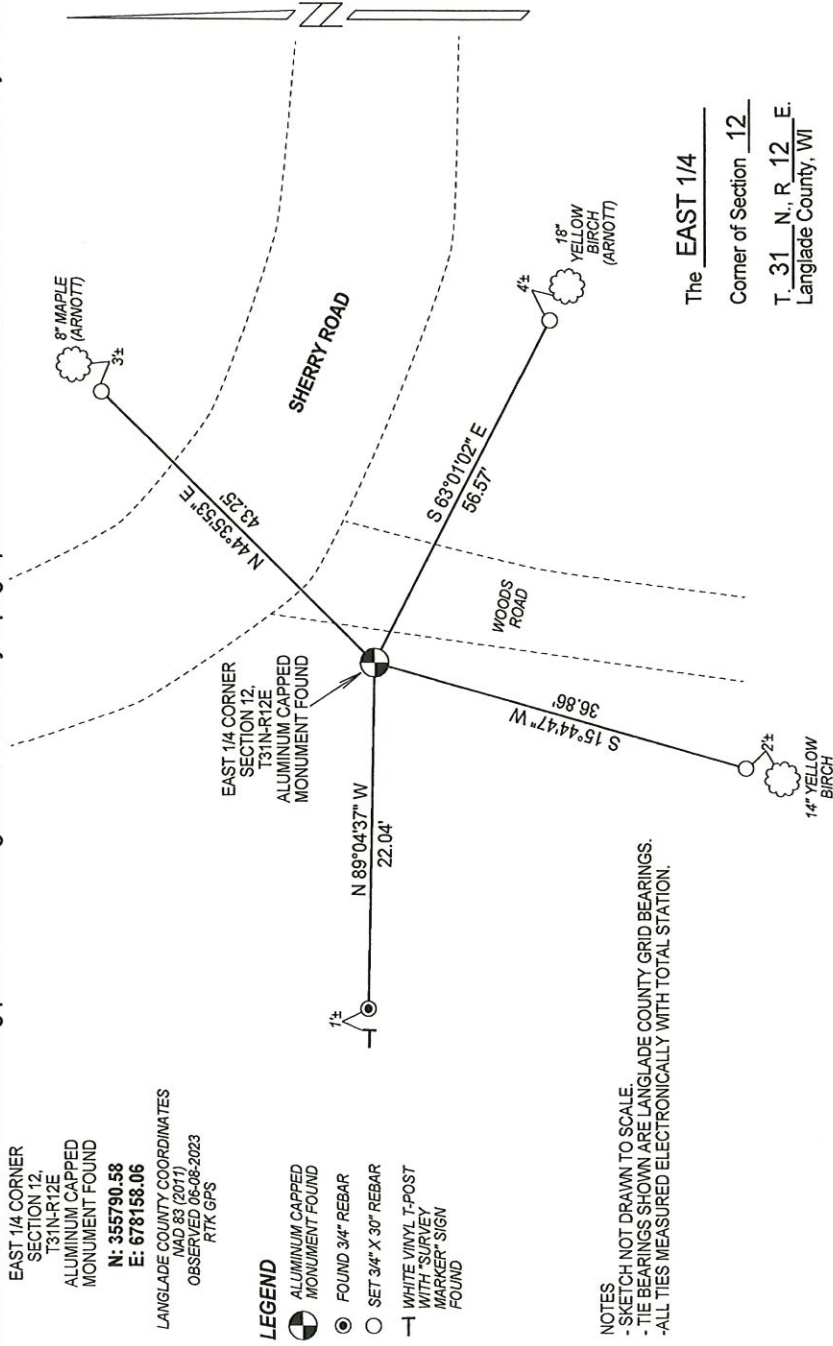 EAST 1/4 CORNER
SECTION 12,
T31N-R12E
ALUMINUM CAPPED
MONUMENT FOUND
N: 355790.58
E: 678158.06
LANGLADE COUNTY COORDINATES
NAD 83 (2011)
OBSERVED 06-08-2023
RTK GPS
LEGEND
ALUMINUM CAPPED
MONUMENT FOUND
FOUND 3/4" REBAR
SET 3/4" X 30" REBAR
WHITE VINYL T-POST
WITH "SURVEY
MARKER" SIGN
FOUND
NOTES
- SKETCH NOT DRAWN TO SCALE.
- TIE BEARINGS SHOWN ARE LANGLADE COUNTY GRID BEARINGS.
-ALL TIES MEASURED ELECTRONICALLY WITH TOTAL STATION.
1'±
N 89°04'37" W
22.04'
EAST 1/4 CORNER
SECTION 12,
T31N-R12E
ALUMINUM CAPPED
MONUMENT FOUND
N 44°35'53" E
43.25'
8" MAPLE
(ARNOTT)
3'±
SHERRY ROAD
S 63°01'02" E
56.57'
4'±
18"
YELLOW
BIRCH
(ARNOTT)
WOODS
ROAD
S 15°44'47" W
36.86'
2'±
14" YELLOW
BIRCH
N
The EAST 1/4
Corner of Section 12
T. 31 N., R 12 E.
Langlade County, WI